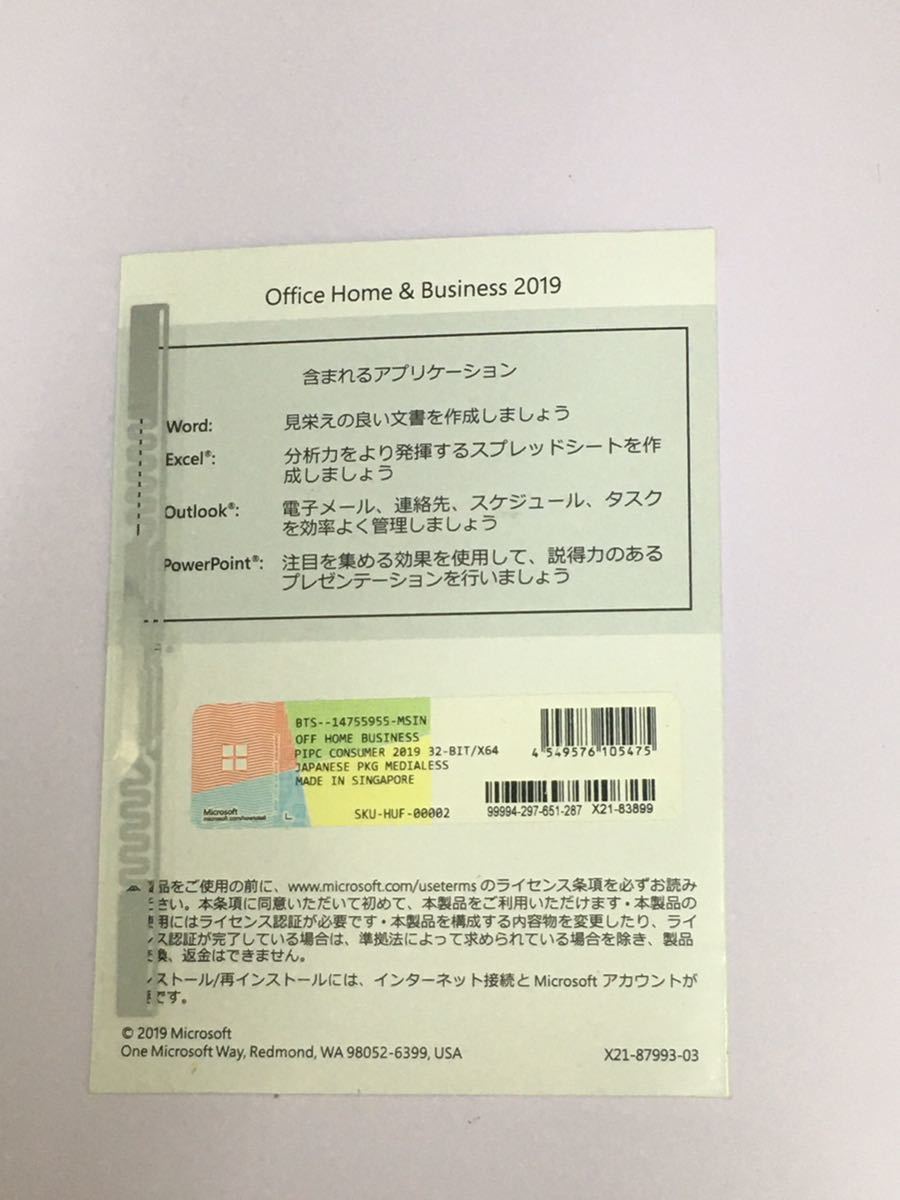 Office Home & Business 2019
含まれるアプリケーション
Word: 見栄えの良い文書を作成しましょう
Excel®: 分析力をより発揮するスプレッドシートを作
成しましょう
Outlook®: 電子メール、連絡先、スケジュール、タスク
を効率よく管理しましょう
PowerPoint®: 注目を集める効果を使用して、説得力のある
プレゼンテーションを行いましょう
BTS--14755955-MSIN
OFF HOME BUSINESS
PIPC CONSUMER 2019 32-BIT/X64
JAPANESE PKG MEDIALESS
MADE IN SINGAPORE
SKU-HUF-00002
Microsoft
microsoft.com/howtotell
L
4 549576 105475
99994-297-651-287 X21-83899
品をご使用の前に、www.microsoft.com/useterms のライセンス条項を必ずお読み
さい。本条項に同意いただいて初めて、本製品をご利用いただけます・本製品の
用にはライセンス認証が必要です・本製品を構成する内容物を変更したり、ライ
ンス認証が完了している場合は、準拠法によって求められている場合を除き、製品
換、返金はできません。
ンストール/再インストールには、インターネット接続と Microsoft アカウントが
です。
© 2019 Microsoft
One Microsoft Way, Redmond, WA 98052-6399, USA
X21-87993-03